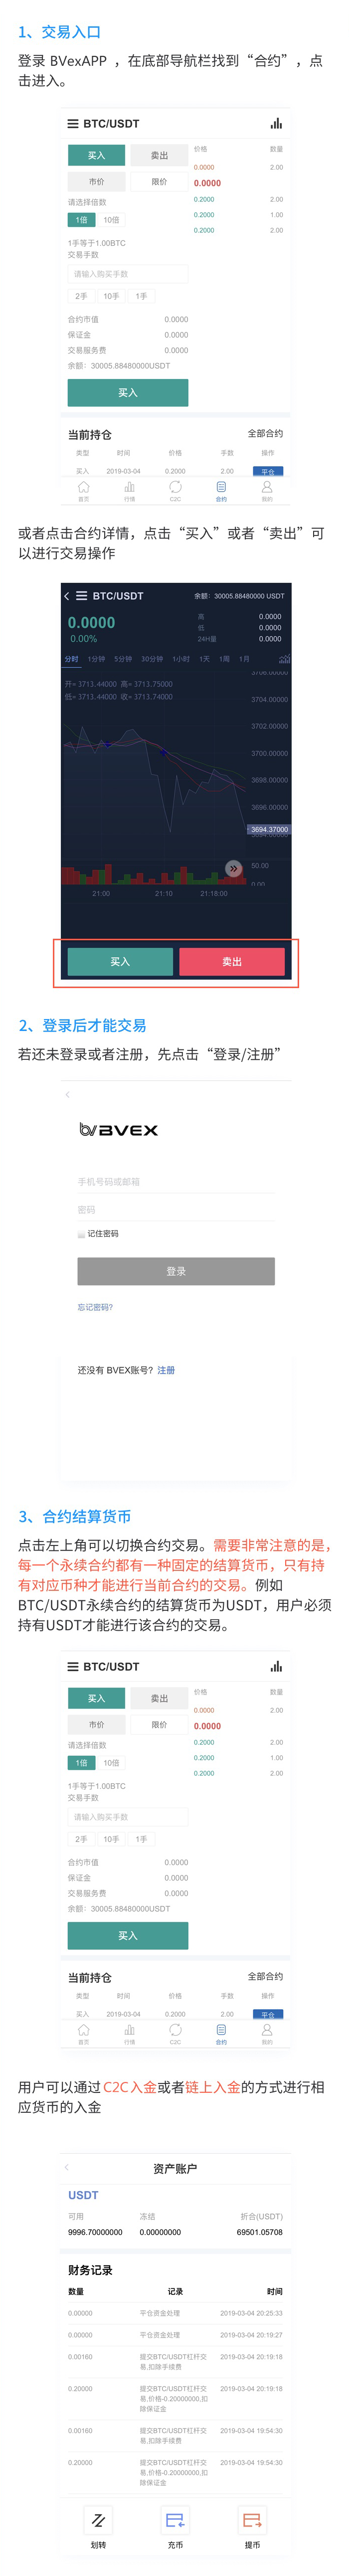 1、交易入口
登录 BVexAPP ，在底部导航栏找到“合约”，点
击进入。
BTC/USDT
买入 卖出 价格 数量
0.0000 2.00
市价 限价 0.0000
请选择倍数 0.2000 2.00
1倍 10倍 0.2000 1.00
0.2000 2.00
1手等于1.00BTC
交易手数
请输入购买手数
2手 10手 1手
合约市值 0.0000
保证金 0.0000
交易服务费 0.0000
余额：30005.88480000USDT
买入
当前持仓 全部合约
类型 时间 价格 手数 操作
买入 2019-03-04 0.2000 2.00 平仓
首页 行情 C2C 合约 我的
或者点击合约详情，点击“买入”或者“卖出”可
以进行交易操作
BTC/USDT 余额：30005.88480000 USDT
0.0000 高 0.0000
低 0.0000
0.00% 24H量 0.0000
分时 1分钟 5分钟 30分钟 1小时 1天 1周 1月
开= 3713.44000 高= 3713.75000
低= 3713.44000 收= 3713.74000
3706.00000
3704.00000
3702.00000
3700.00000
3698.00000
3696.00000
3694.37000
50.00
0.00
21:00 21:10 21:18:00
买入 卖出
2、登录后才能交易
若还未登录或者注册，先点击“登录/注册”
BVEX
手机号码或邮箱
密码
记住密码
登录
忘记密码?
还没有 BVEX账号? 注册
3、合约结算货币
点击左上角可以切换合约交易。需要非常注意的是，
每一个永续合约都有一种固定的结算货币，只有持
有对应币种才能进行当前合约的交易。例如
BTC/USDT永续合约的结算货币为USDT，用户必须
持有USDT才能进行该合约的交易。
BTC/USDT
买入 卖出 价格 数量
0.0000 2.00
市价 限价 0.0000
请选择倍数 0.2000 2.00
1倍 10倍 0.2000 1.00
0.2000 2.00
1手等于1.00BTC
交易手数
请输入购买手数
2手 10手 1手
合约市值 0.0000
保证金 0.0000
交易服务费 0.0000
余额：30005.88480000USDT
买入
当前持仓 全部合约
类型 时间 价格 手数 操作
买入 2019-03-04 0.2000 2.00 平仓
首页 行情 C2C 合约 我的
用户可以通过C2C入金或者链上入金的方式进行相
应货币的入金
资产账户
USDT
可用 冻结 折合(USDT)
9996.70000000 0.00000000 69501.05708
财务记录
数量 记录 时间
0.00000 平仓资金处理 2019-03-04 20:25:33
0.00000 平仓资金处理 2019-03-04 20:19:27
0.00160 提交BTC/USDT杠杆交 2019-03-04 20:19:18
易,扣除手续费
0.20000 提交BTC/USDT杠杆交 2019-03-04 20:19:18
易,价格-0.20000000,扣
除保证金
0.00160 提交BTC/USDT杠杆交 2019-03-04 19:54:30
易,扣除手续费
0.20000 提交BTC/USDT杠杆交 2019-03-04 19:54:30
易,价格-0.20000000,扣
除保证金
划转 充币 提币